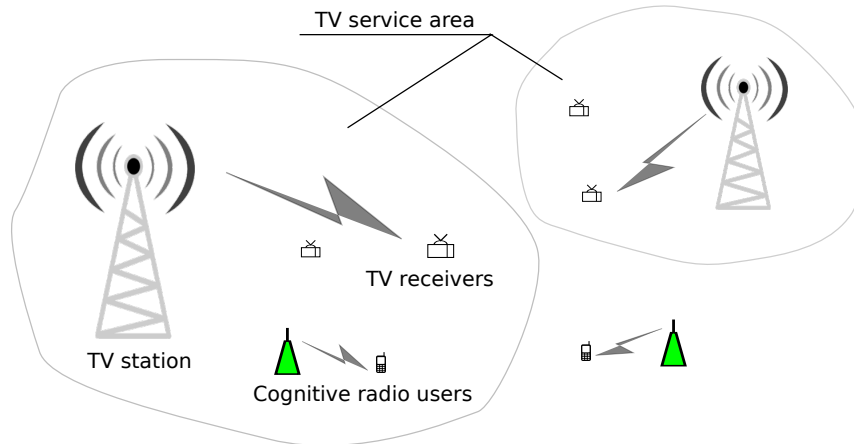 TV service area
TV receivers
TV station
Cognitive radio users